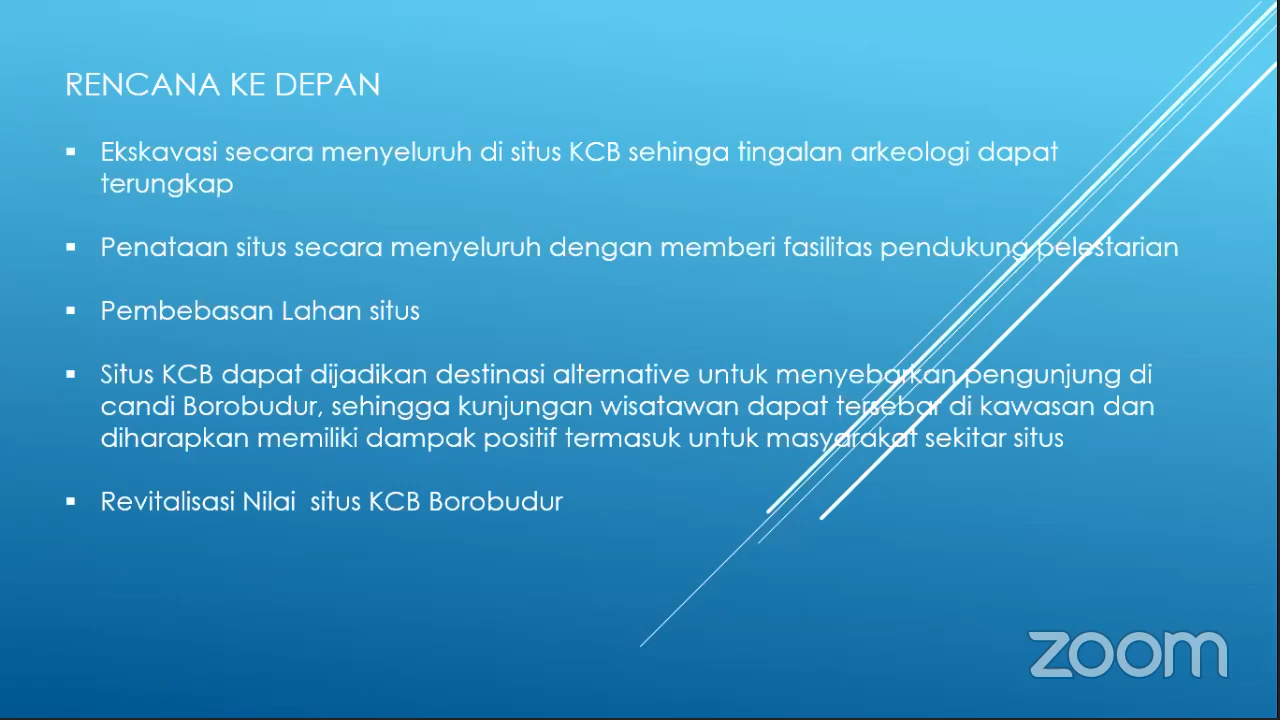 RENCANA KE DEPAN
▪ Ekskavasi secara menyeluruh di situs KCB sehinga tingalan arkeologi dapat
terungkap
▪ Penataan situs secara menyeluruh dengan memberi fasilitas pendukung pelestarian
▪ Pembebasan Lahan situs
▪ Situs KCB dapat dijadikan destinasi alternative untuk menyebarkan pengunjung di
candi Borobudur, sehingga kunjungan wisatawan dapat tersebar di kawasan dan
diharapkan memiliki dampak positif termasuk untuk masyarakat sekitar situs
▪ Revitalisasi Nilai  situs KCB Borobudur
zoom